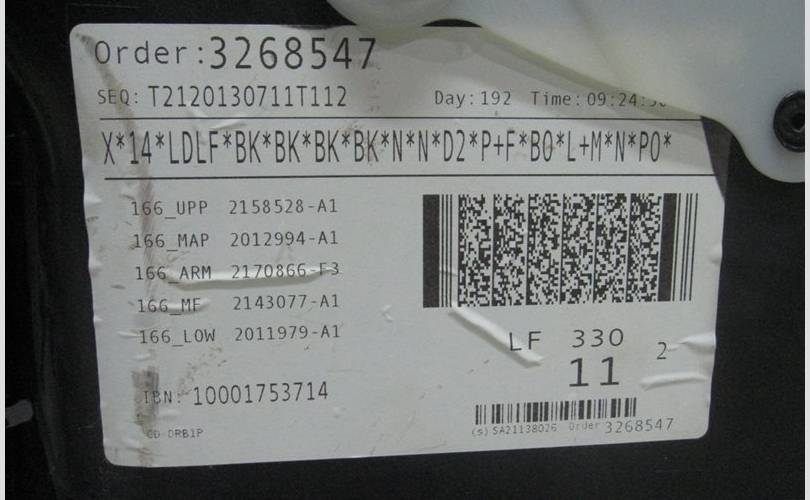 Order:3268547
SEQ: T2120130711T112 Day:192 Time:09:24:
X*14*LDLF*BK*BK*BK*BK*N*N*D2*P+F*BO*L+M*N*PO*
166_UPP 2158528-A1
166_MAP 2012994-A1
166_ARM 2170866-F3
166_MF 2143077-A1
166_LOW 2011979-A1
LF 330
11 2
IBN: 10001753714
CD-DRB1P
(s)SA21138026 Order 3268547